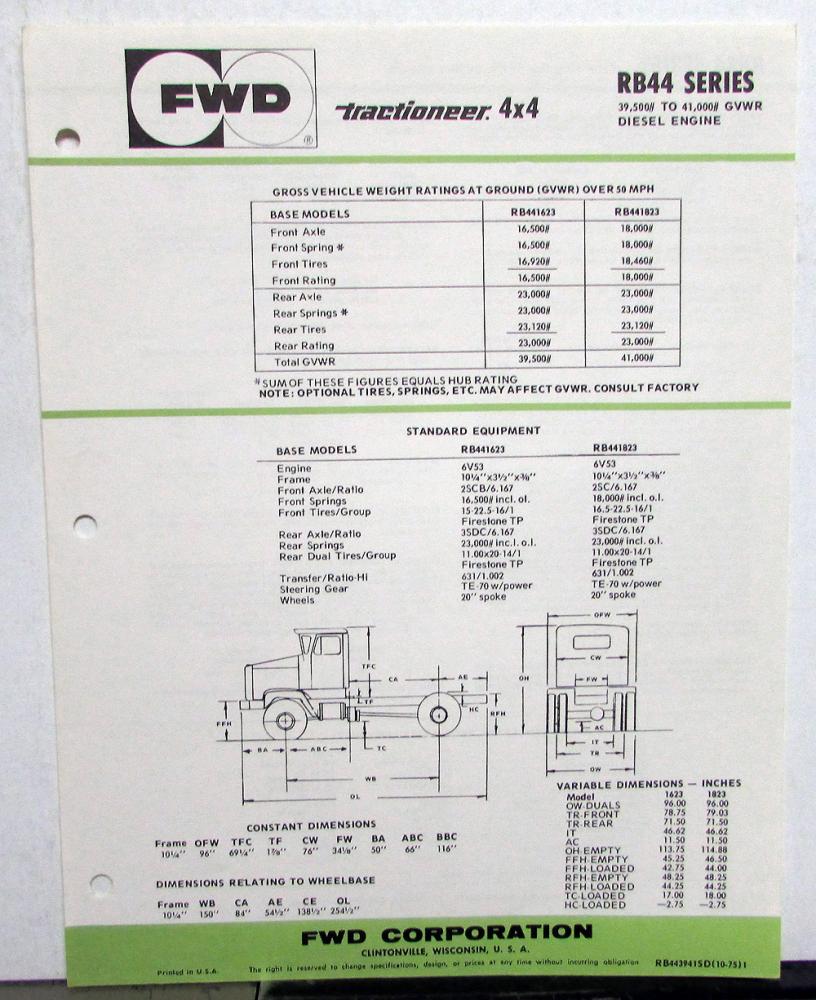 FWD
®
tractioneer. 4x4
RB44 SERIES
39,500# TO 41,000# GVWR
DIESEL ENGINE
GROSS VEHICLE WEIGHT RATINGS AT GROUND (GVWR) OVER 50 MPH
BASE MODELS RB441623 RB441823
Front Axle 16,500# 18,000#
Front Spring * 16,500# 18,000#
Front Tires 16,920# 18,460#
Front Rating 16,500# 18,000#
Rear Axle 23,000# 23,000#
Rear Springs * 23,000# 23,000#
Rear Tires 23,120# 23,120#
Rear Rating 23,000# 23,000#
Total GVWR 39,500# 41,000#
*SUM OF THESE FIGURES EQUALS HUB RATING
NOTE: OPTIONAL TIRES, SPRINGS, ETC. MAY AFFECT GVWR. CONSULT FACTORY
STANDARD EQUIPMENT
BASE MODELS RB441623 RB441823
Engine 6V53 6V53
Frame 10¼"x3½"x⅜" 10¼"x3½"x⅜"
Front Axle/Ratio 2SCB/6.167 2SC/6.167
Front Springs 16,500# incl. ol. 18,000# incl. o.l.
Front Tires/Group 15-22.5-16/1 16.5-22.5-16/1
Firestone TP Firestone TP
Rear Axle/Ratio 3SDC/6.167 3SDC/6.167
Rear Springs 23,000# inc.l. o.l. 23,000# incl. o.l.
Rear Dual Tires/Group 11.00x20-14/1 11.00x20-14/1
Firestone TP Firestone TP
Transfer/Ratio-Hi 631/1.002 631/1.002
Steering Gear TE-70 w/power TE-70 w/power
Wheels 20" spoke 20" spoke
OFW
TFC
CA
AE
OH
CW
FW
TF
HC
RFH
FFH
AC
BA
ABC
TC
IT
TR
WB
OW
OL
VARIABLE DIMENSIONS — INCHES
Model 1623 1823
OW-DUALS 96.00 96.00
TR-FRONT 78.75 79.03
TR-REAR 71.50 71.50
IT 46.62 46.62
AC 11.50 11.50
OH-EMPTY 113.75 114.88
FFH-EMPTY 45.25 46.50
FFH-LOADED 42.75 44.00
RFH-EMPTY 48.25 48.25
RFH-LOADED 44.25 44.25
TC-LOADED 17.00 18.00
HC-LOADED —2.75 —2.75
CONSTANT DIMENSIONS
Frame OFW TFC TF CW FW BA ABC BBC
10¼" 96" 69¼" 1⅞" 76" 34⅛" 50" 66" 116"
DIMENSIONS RELATING TO WHEELBASE
Frame WB CA AE CE OL
10¼" 150" 84" 54½" 138½" 254½"
FWD CORPORATION
CLINTONVILLE, WISCONSIN, U. S. A.
Printed in U.S.A. The right is reserved to change specifications, design, or prices at any time without incurring obligation RB443941SD(10-75)1